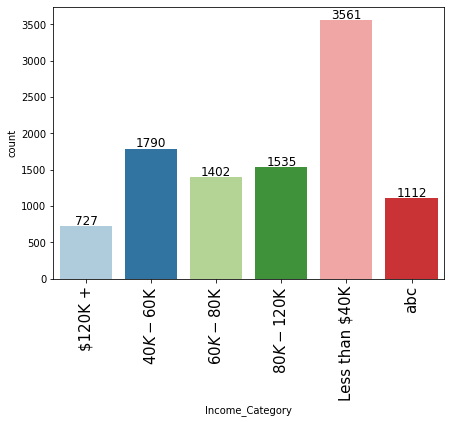 3500
3000
2500
2000
1500
1000
500
0
count
727
1790
1402
1535
3561
1112
$120K +
40K − 60K
60K − 80K
80K − 120K
Less than $40K
abc
Income_Category